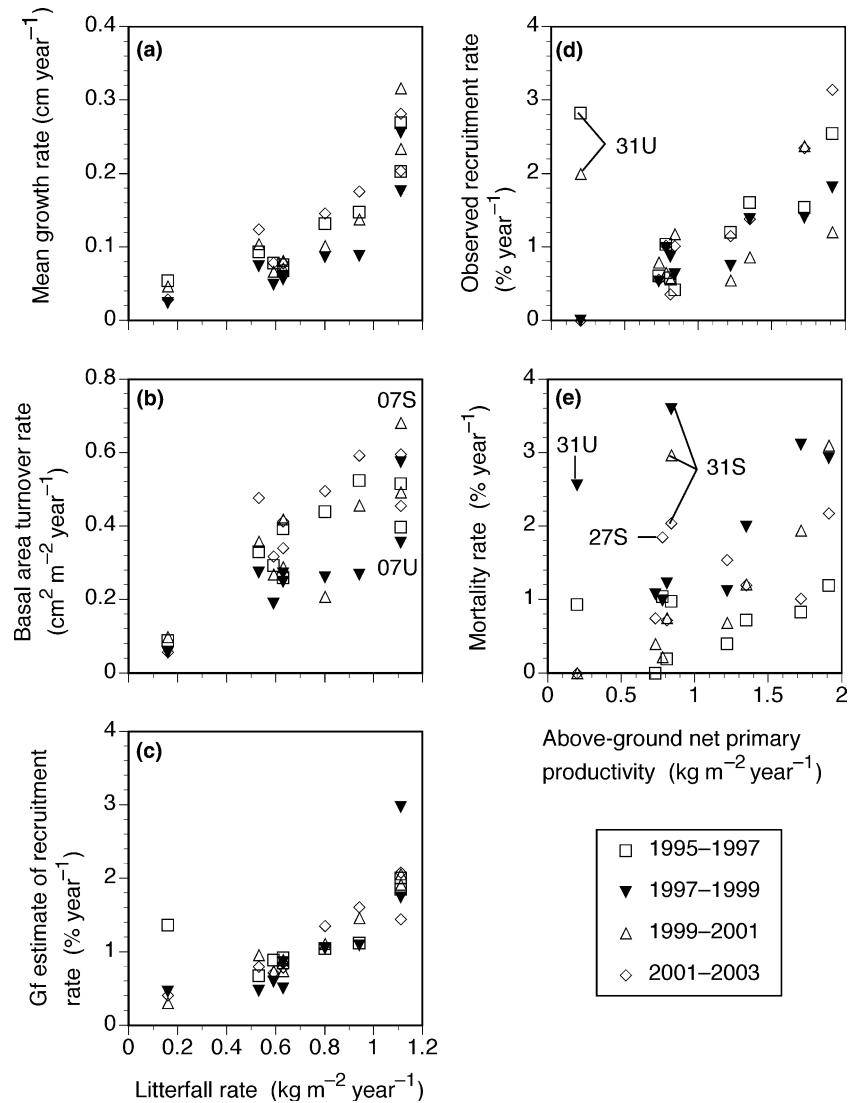 (a)
Mean growth rate (cm year⁻¹)
0.4
0.3
0.2
0.1
0
(b)
Basal area turnover rate
(cm² m⁻² year⁻¹)
0.8
0.6
0.4
0.2
0
07S
07U
(c)
Gf estimate of recruitment
rate (% year⁻¹)
4
3
2
1
0
0 0.2 0.4 0.6 0.8 1 1.2
Litterfall rate (kg m⁻² year⁻¹)
(d)
Observed recruitment rate
(% year⁻¹)
4
3
2
1
0
31U
(e)
Mortality rate (% year⁻¹)
4
3
2
1
0
31U
31S
27S
0 0.5 1 1.5 2
Above-ground net primary
productivity (kg m⁻² year⁻¹)
1995–1997
1997–1999
1999–2001
2001–2003